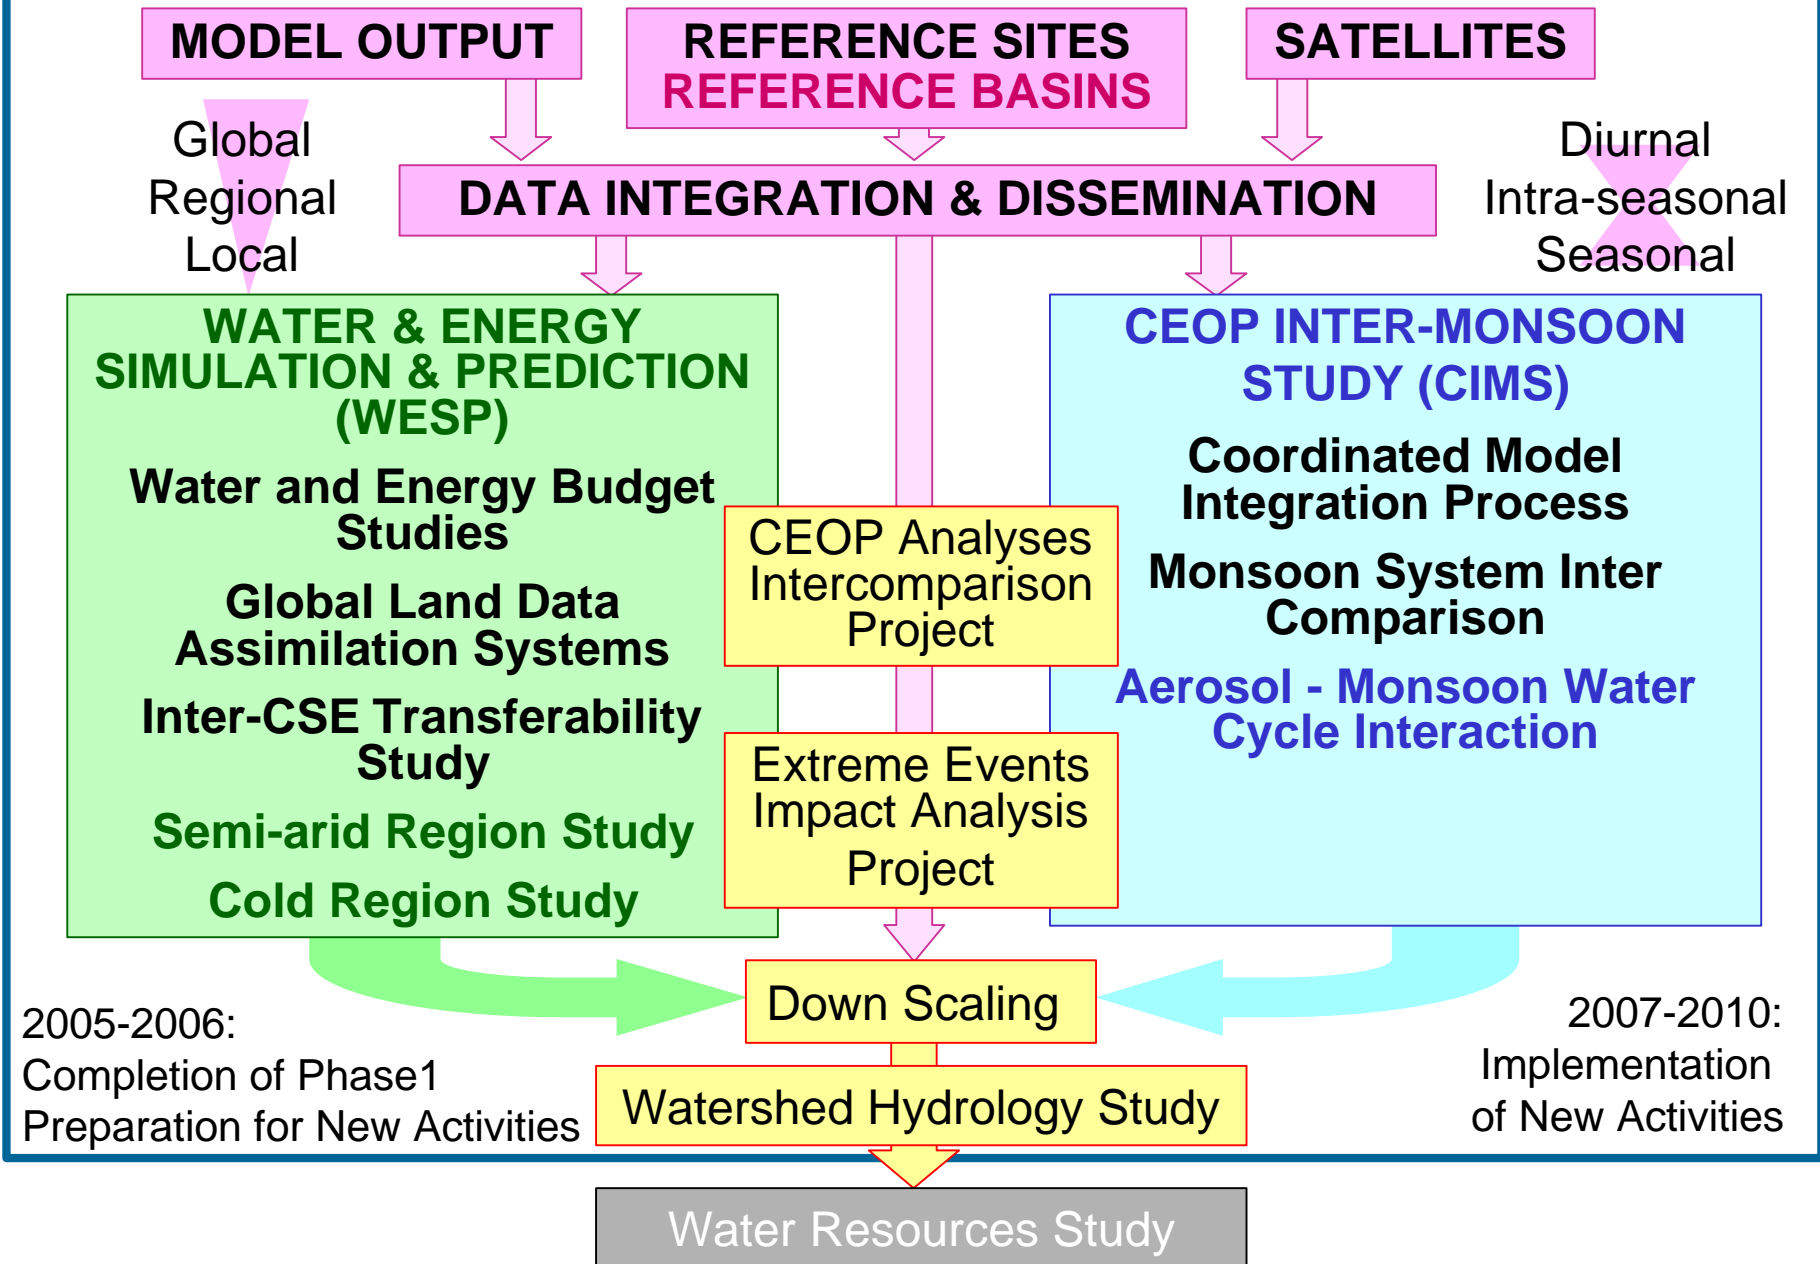 MODEL OUTPUT
REFERENCE SITES
REFERENCE BASINS
SATELLITES
Global
Regional
Local
DATA INTEGRATION & DISSEMINATION
Diurnal
Intra-seasonal
Seasonal
WATER & ENERGY
SIMULATION & PREDICTION
(WESP)
Water and Energy Budget
Studies
Global Land Data
Assimilation Systems
Inter-CSE Transferability
Study
Semi-arid Region Study
Cold Region Study
CEOP Analyses
Intercomparison
Project
Extreme Events
Impact Analysis
Project
CEOP INTER-MONSOON
STUDY (CIMS)
Coordinated Model
Integration Process
Monsoon System Inter
Comparison
Aerosol - Monsoon Water
Cycle Interaction
Down Scaling
2005-2006:
Completion of Phase1
Preparation for New Activities
Watershed Hydrology Study
2007-2010:
Implementation
of New Activities
Water Resources Study